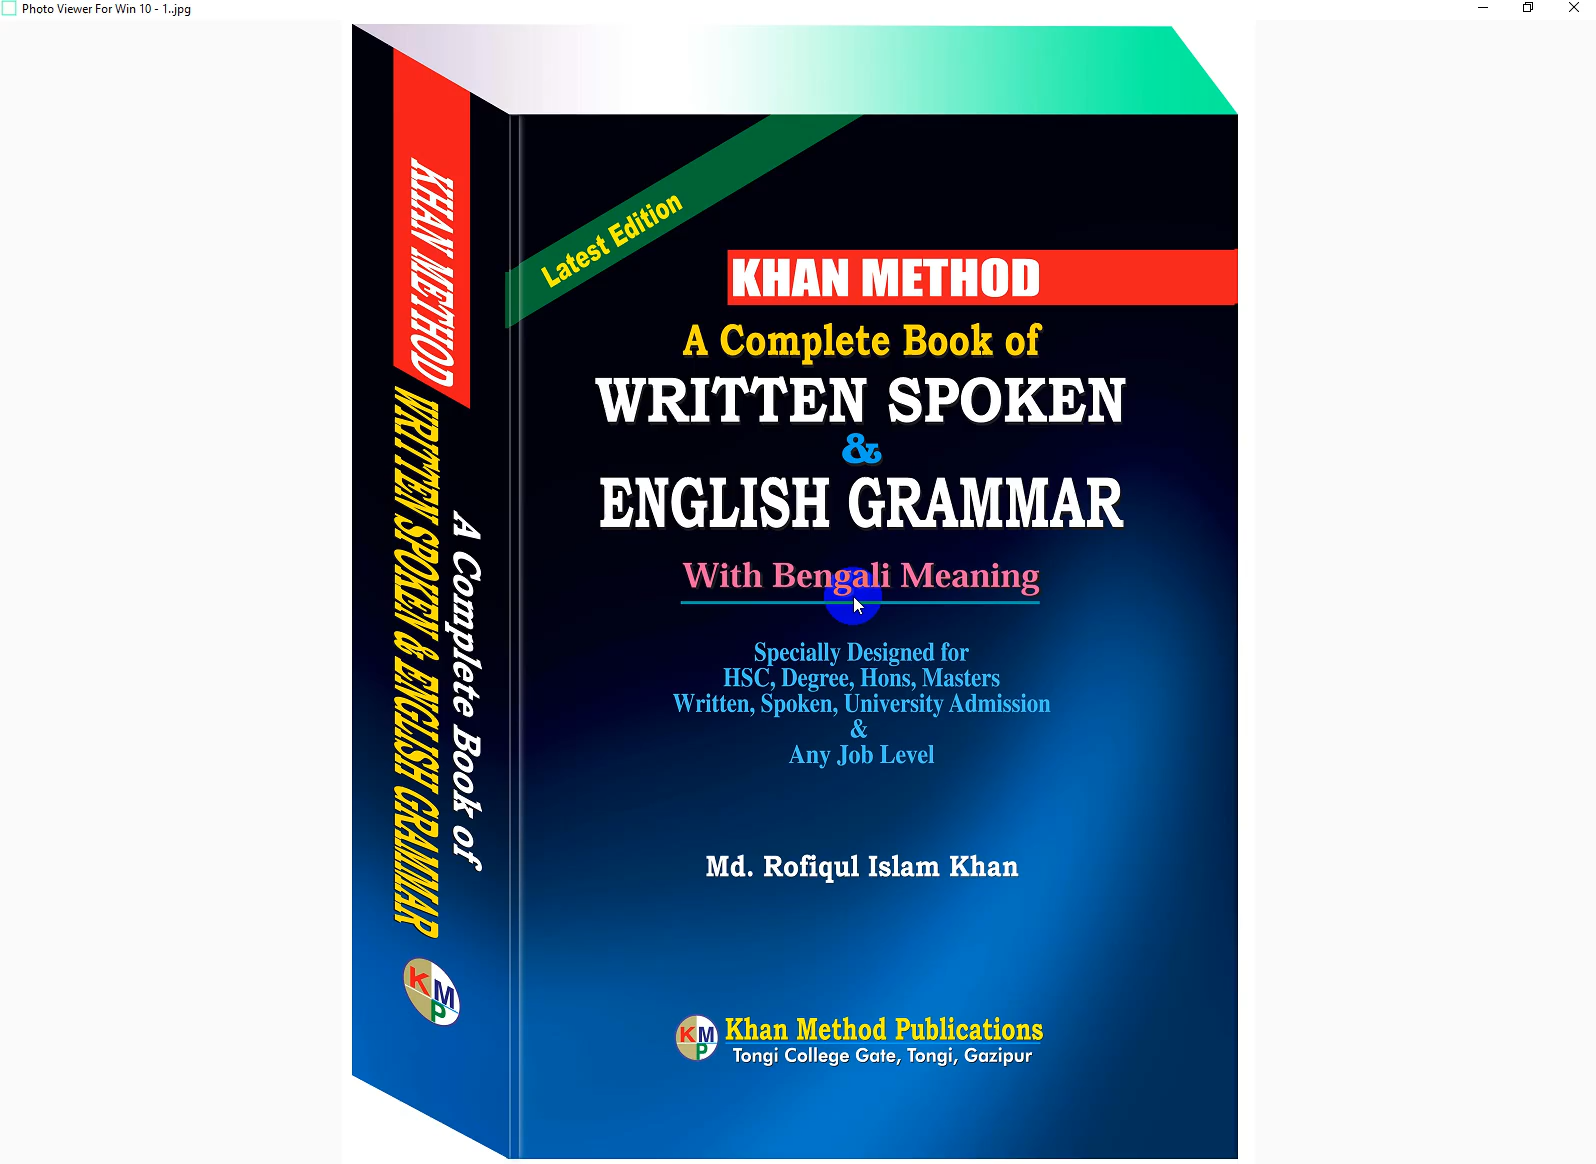 Photo Viewer For Win 10 - 1..jpg
Latest Edition
KHAN METHOD
A Complete Book of
WRITTEN SPOKEN
&
ENGLISH GRAMMAR
With Bengali Meaning
Specially Designed for
HSC, Degree, Hons, Masters
Written, Spoken, University Admission
&
Any Job Level
Md. Rofiqul Islam Khan
KMP
Khan Method Publications
Tongi College Gate, Tongi, Gazipur
KHAN METHOD
A Complete Book of
WRITTEN SPOKEN & ENGLISH GRAMMAR
KMP